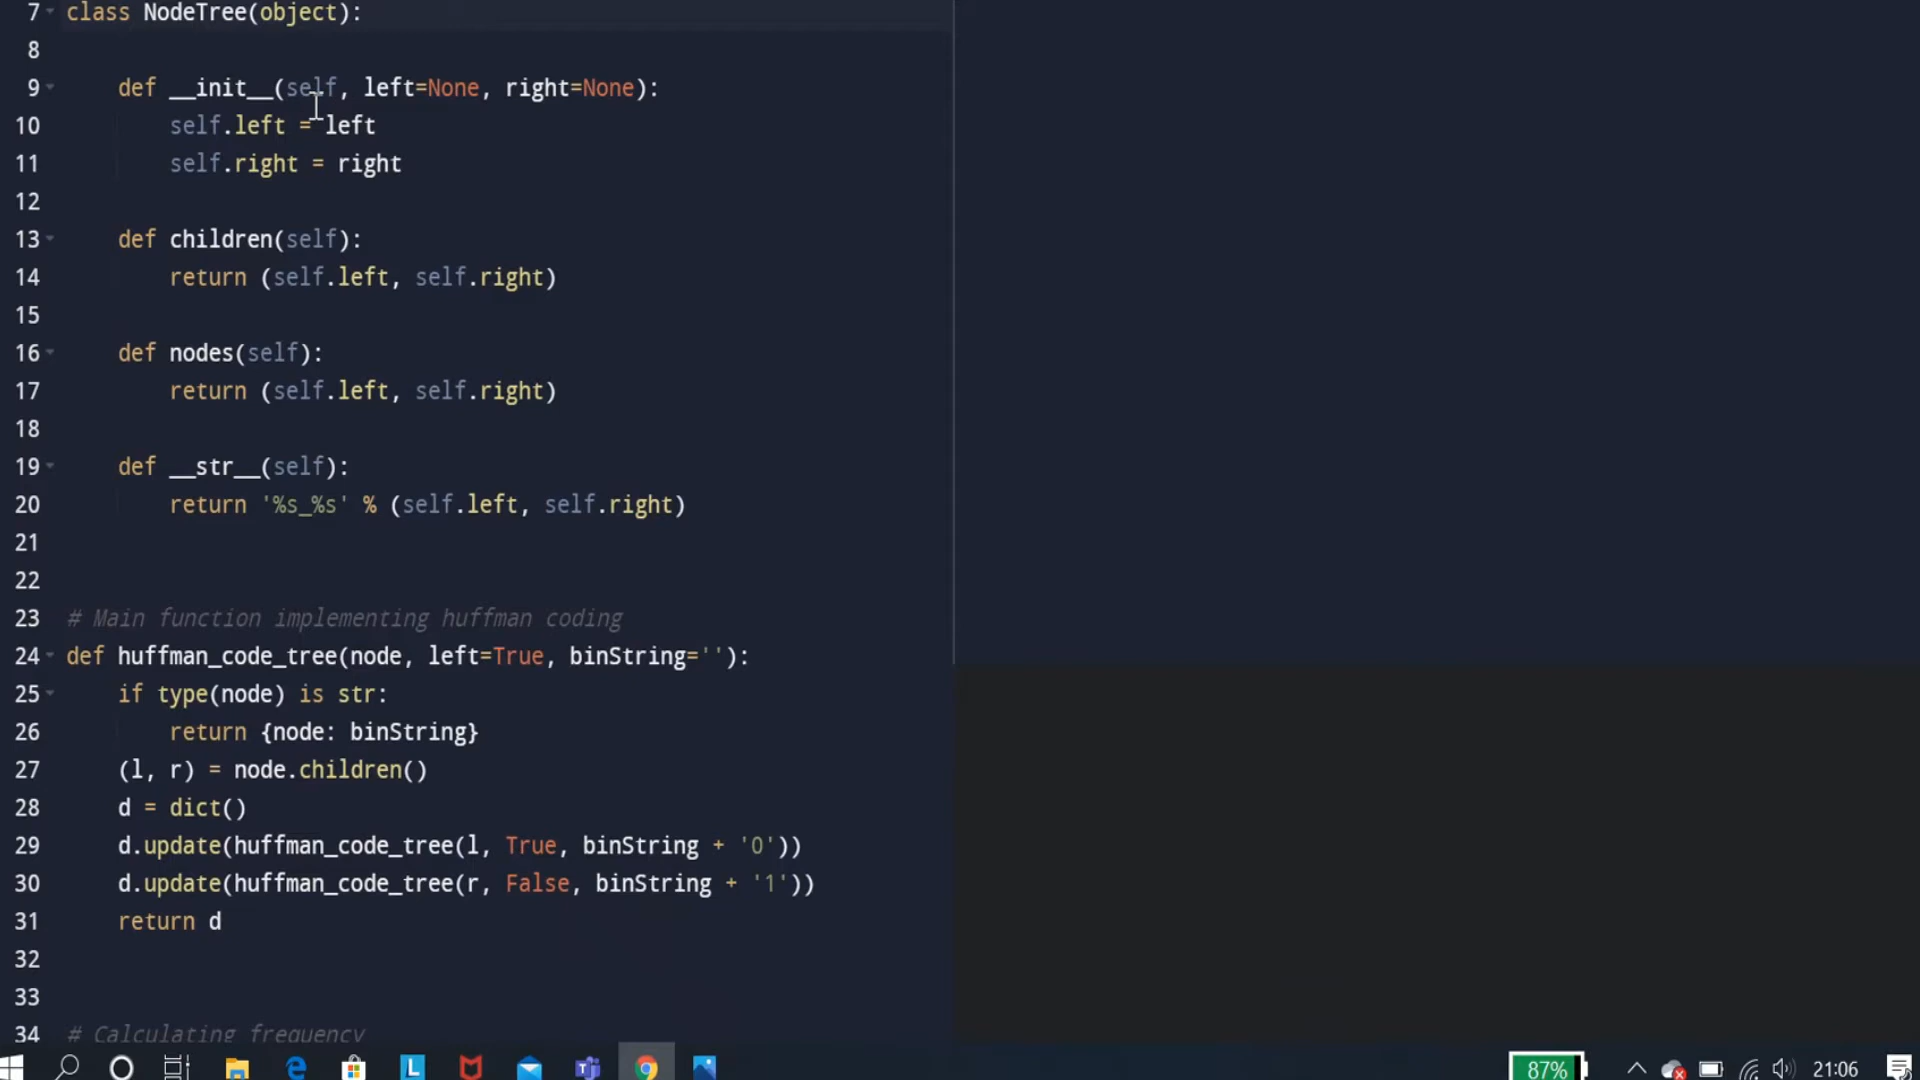 7 class NodeTree(object):
8
9     def __init__(self, left=None, right=None):
10         self.left = left
11         self.right = right
12
13     def children(self):
14         return (self.left, self.right)
15
16     def nodes(self):
17         return (self.left, self.right)
18
19     def __str__(self):
20         return '%s_%s' % (self.left, self.right)
21
22
23 # Main function implementing huffman coding
24 def huffman_code_tree(node, left=True, binString=''):
25     if type(node) is str:
26         return {node: binString}
27     (l, r) = node.children()
28     d = dict()
29     d.update(huffman_code_tree(l, True, binString + '0'))
30     d.update(huffman_code_tree(r, False, binString + '1'))
31     return d
32
33
34 # Calculating frequency
87% 21:06